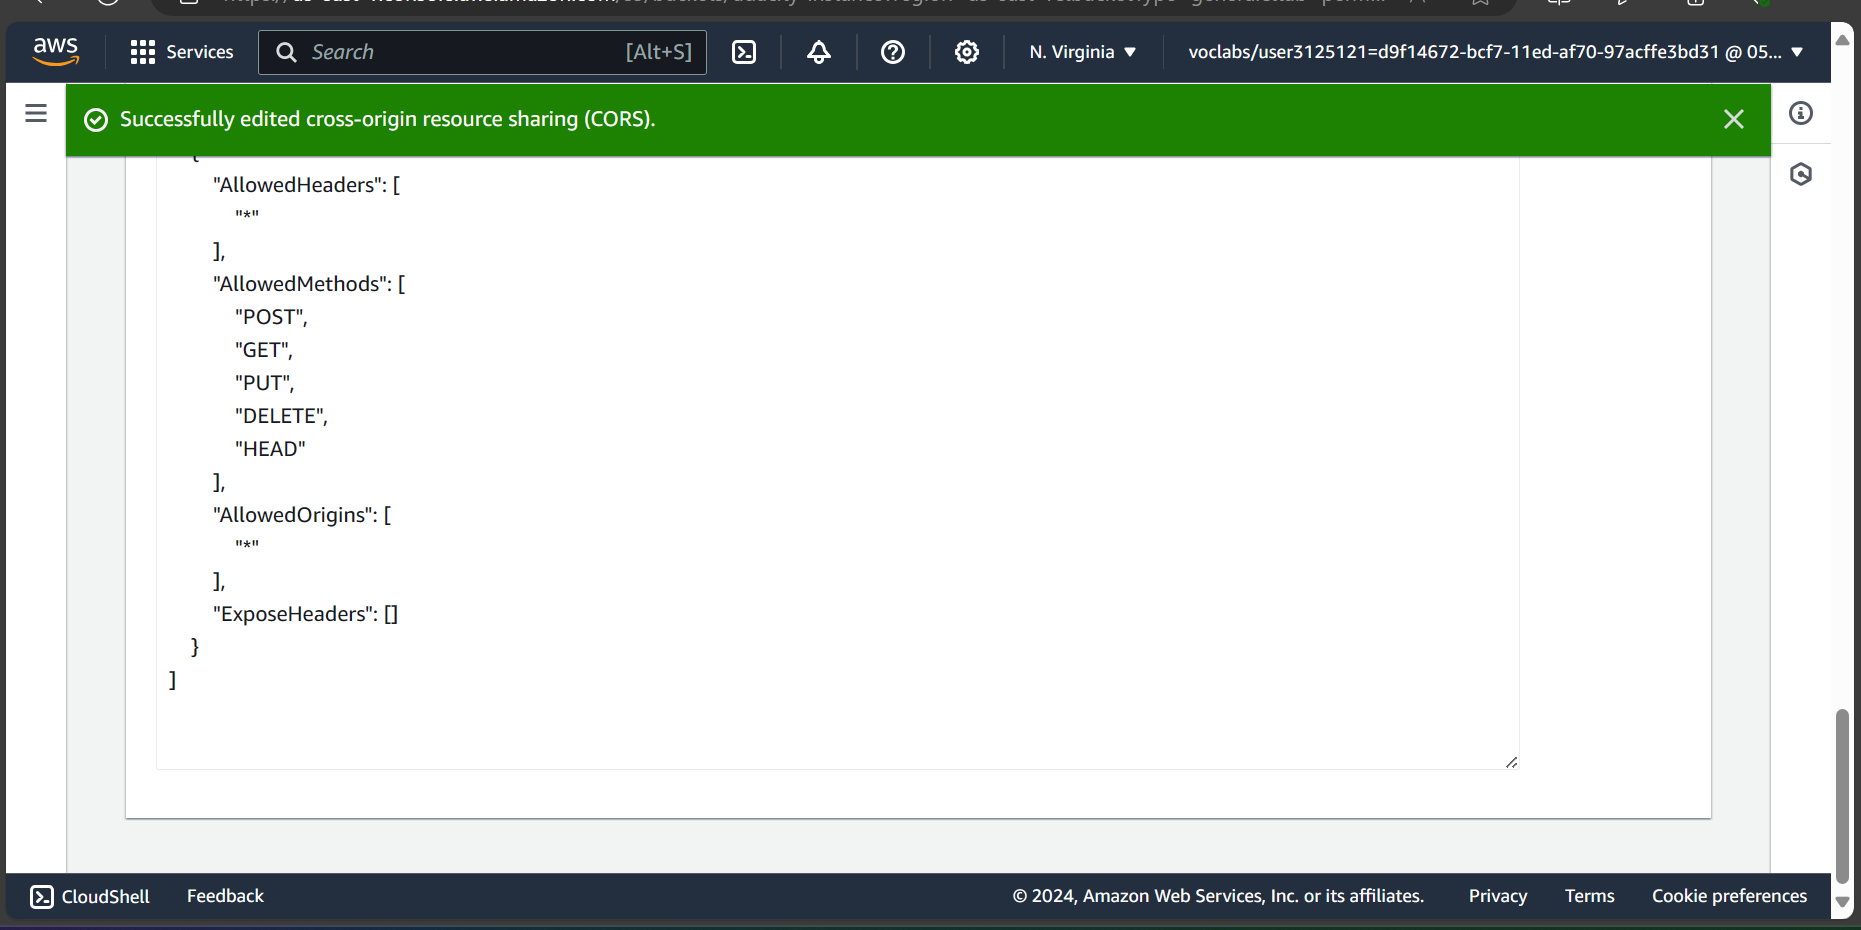 aws
Services
Search
[Alt+S]
N. Virginia
voclabs/user3125121=d9f14672-bcf7-11ed-af70-97acffe3bd31 @ 05...
Successfully edited cross-origin resource sharing (CORS).
{
"AllowedHeaders": [
"*"
],
"AllowedMethods": [
"POST",
"GET",
"PUT",
"DELETE",
"HEAD"
],
"AllowedOrigins": [
"*"
],
"ExposeHeaders": []
}
]
CloudShell
Feedback
© 2024, Amazon Web Services, Inc. or its affiliates.
Privacy
Terms
Cookie preferences